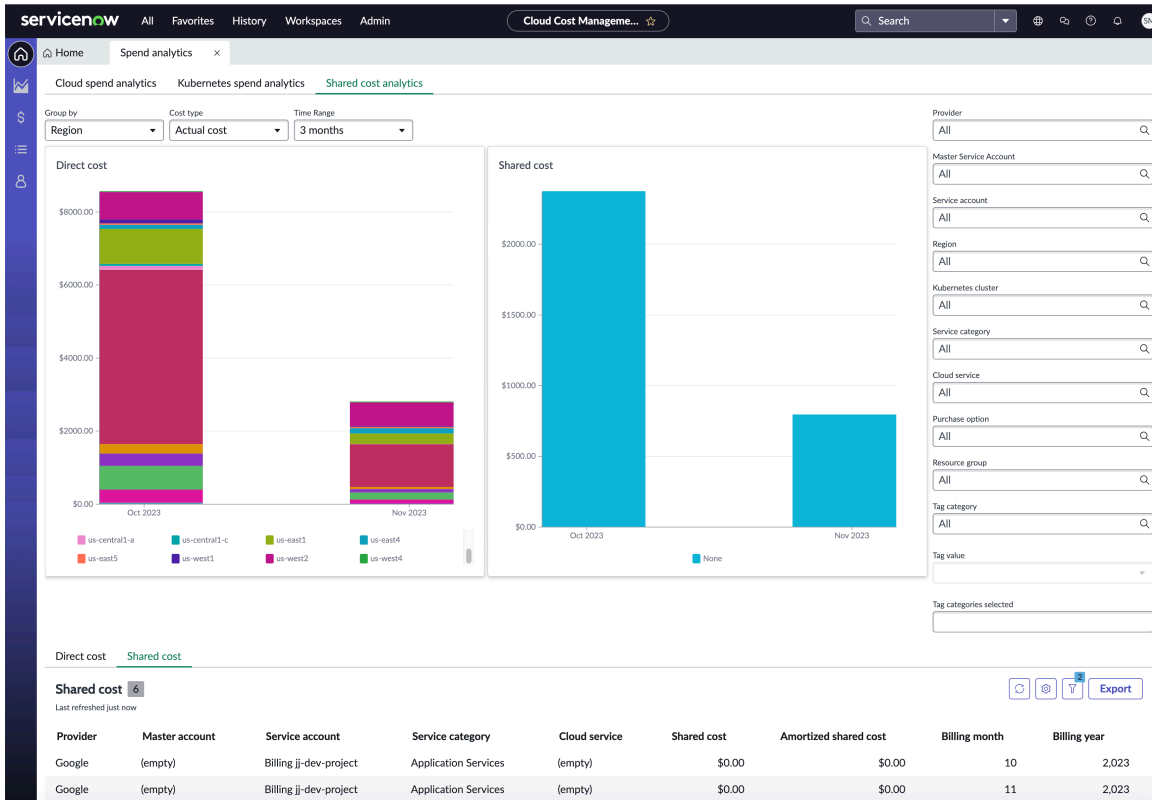 servicenow All Favorites History Workspaces Admin Cloud Cost Manageme... Search
Home Spend analytics ×
Cloud spend analytics Kubernetes spend analytics Shared cost analytics
Group by Cost type Time Range
Region Actual cost 3 months
Provider
All
Master Service Account
All
Service account
All
Region
All
Kubernetes cluster
All
Service category
All
Cloud service
All
Purchase option
All
Resource group
All
Tag category
All
Tag value
Tag categories selected
Direct cost
$8000.00
$6000.00
$4000.00
$2000.00
$0.00
Oct 2023 Nov 2023
us-central1-a us-central1-c us-east1 us-east4
us-east5 us-west1 us-west2 us-west4
Shared cost
$2000.00
$1500.00
$1000.00
$500.00
$0.00
Oct 2023 Nov 2023
None
Direct cost Shared cost
Shared cost 6
2
Export
Last refreshed just now
Provider Master account Service account Service category Cloud service Shared cost Amortized shared cost Billing month Billing year
Google (empty) Billing jj-dev-project Application Services (empty) $0.00 $0.00 10 2,023
Google (empty) Billing jj-dev-project Application Services (empty) $0.00 $0.00 11 2,023